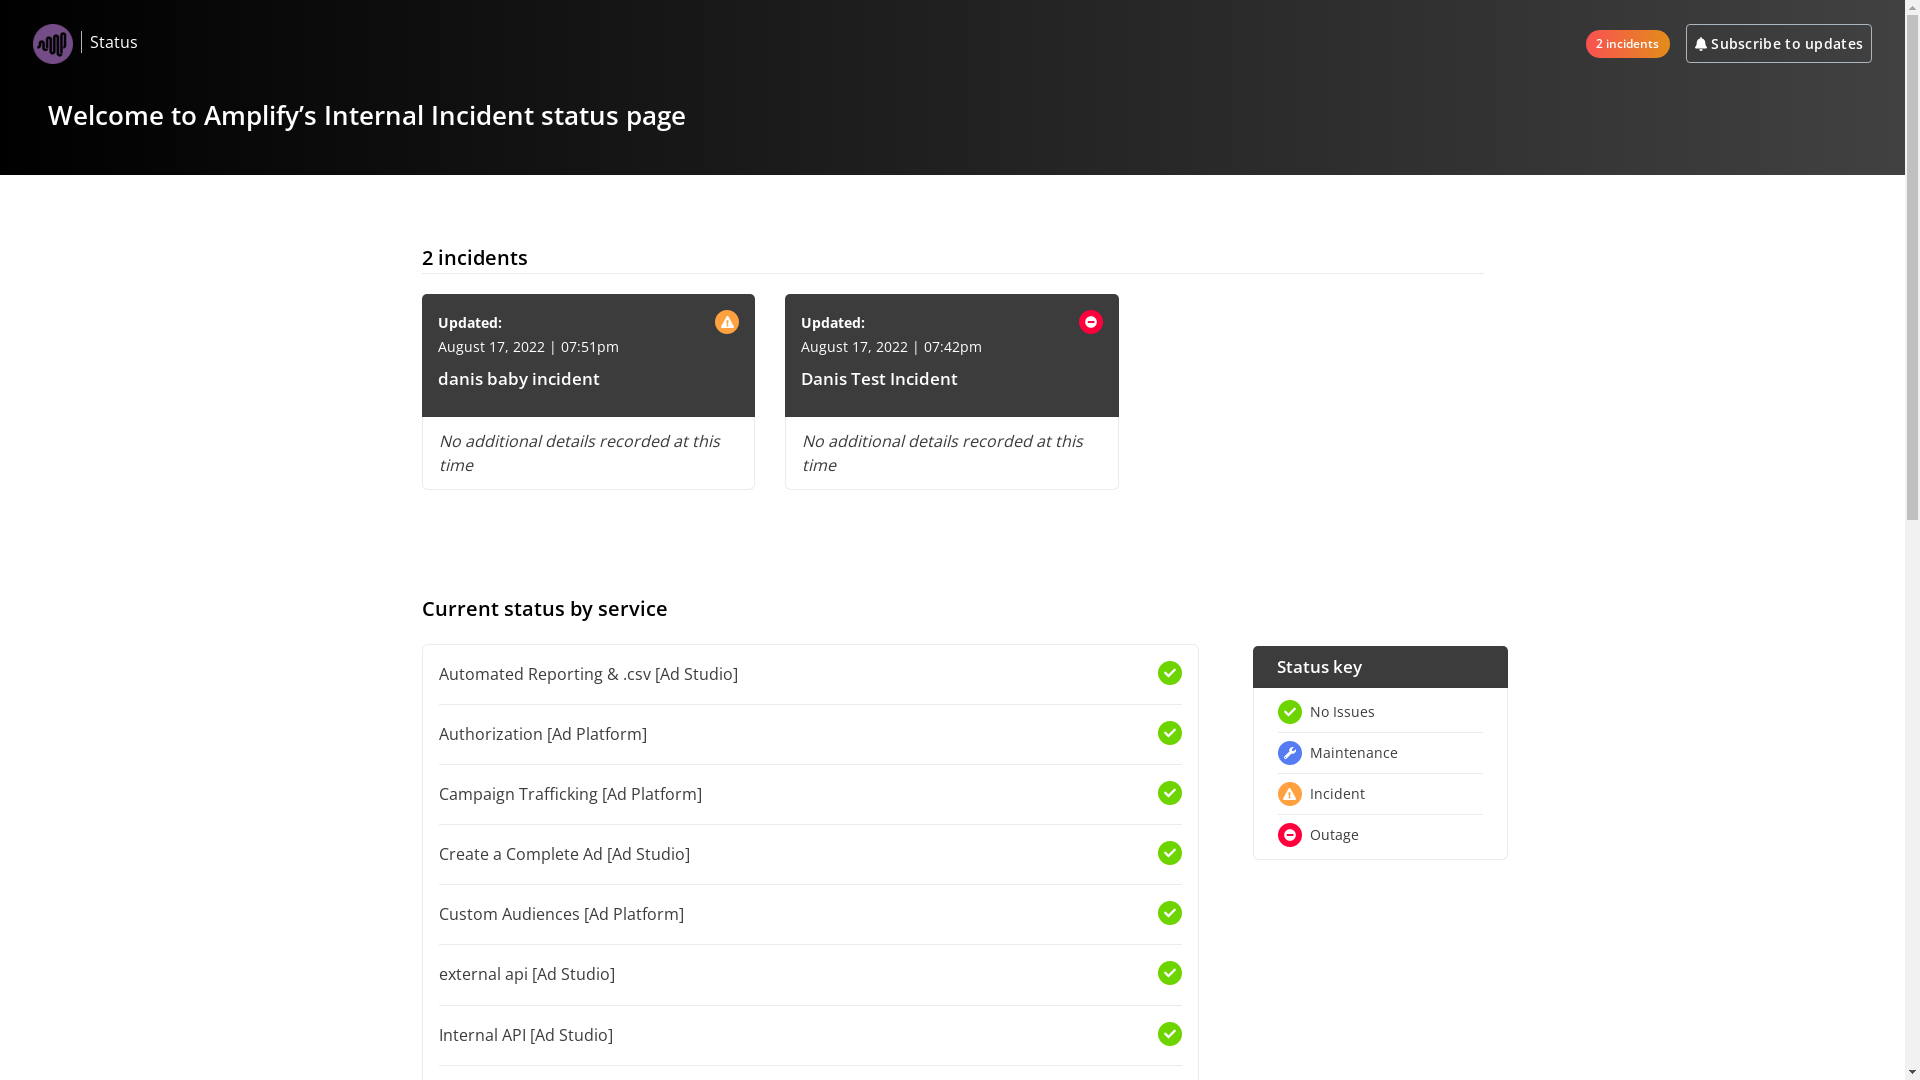 Status
2 incidents
Subscribe to updates
Welcome to Amplify’s Internal Incident status page
2 incidents
Updated:
August 17, 2022 | 07:51pm
danis baby incident
No additional details recorded at this
time
Updated:
August 17, 2022 | 07:42pm
Danis Test Incident
No additional details recorded at this
time
Current status by service
Automated Reporting & .csv [Ad Studio]
Authorization [Ad Platform]
Campaign Trafficking [Ad Platform]
Create a Complete Ad [Ad Studio]
Custom Audiences [Ad Platform]
external api [Ad Studio]
Internal API [Ad Studio]
Status key
No Issues
Maintenance
Incident
Outage